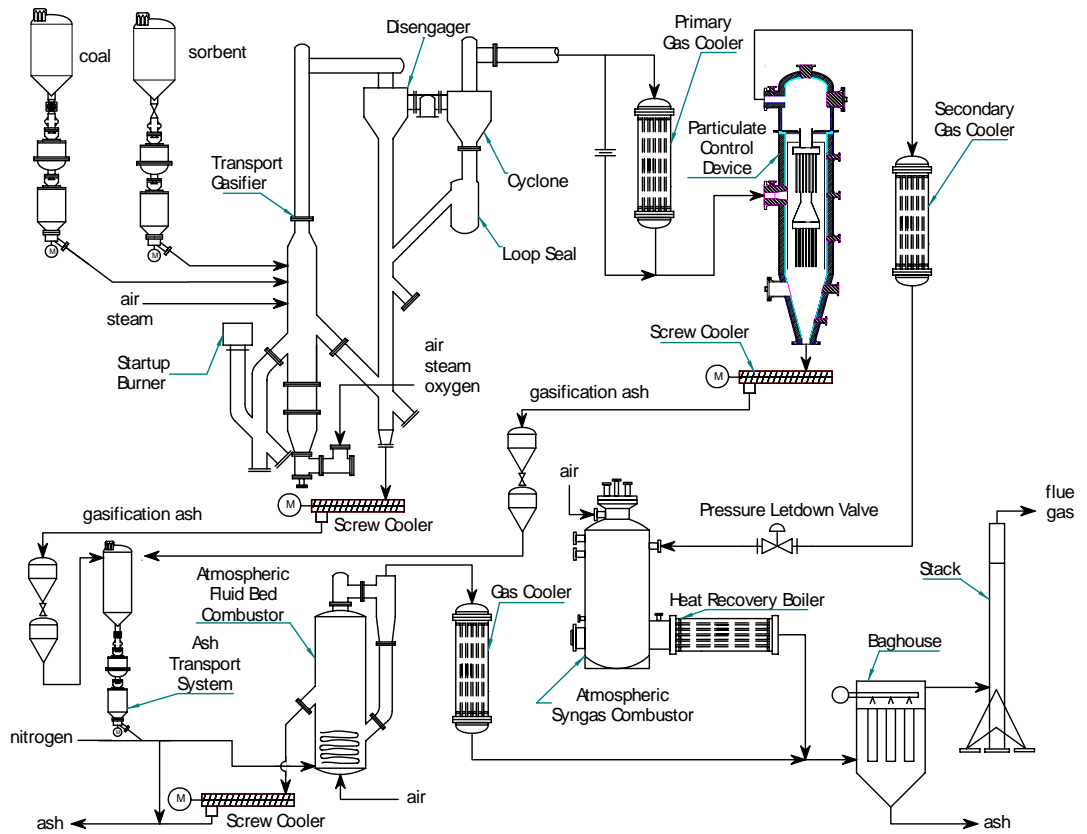 coal
sorbent
Disengager
Primary
Gas Cooler
Particulate
Control
Device
Secondary
Gas Cooler
Transport
Gasifier
Cyclone
Loop Seal
M
M
air
steam
Startup
Burner
air
steam
oxygen
Screw Cooler
M
gasification ash
M
Screw Cooler
gasification ash
air
Pressure Letdown Valve
flue
gas
Stack
Atmospheric
Fluid Bed
Combustor
Gas Cooler
Heat Recovery Boiler
Baghouse
Ash
Transport
System
Atmospheric
Syngas Combustor
nitrogen
M
air
ash
Screw Cooler
ash